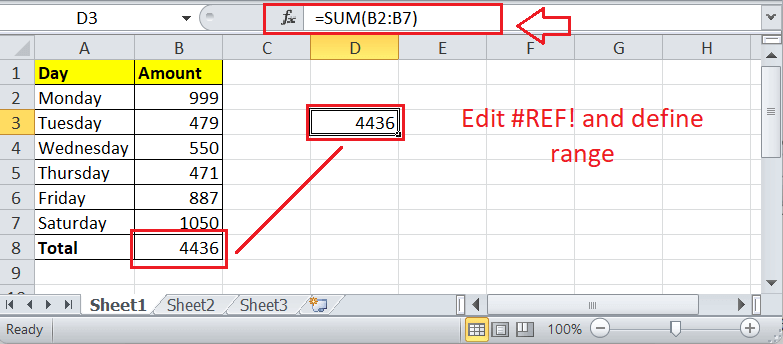 D3 fx =SUM(B2:B7)
A B C D E F G H
1 Day Amount
2 Monday 999
3 Tuesday 479 4436 Edit #REF! and define
4 Wednesday 550 range
5 Thursday 471
6 Friday 887
7 Saturday 1050
8 Total 4436
9
Sheet1 Sheet2 Sheet3
Ready 100%